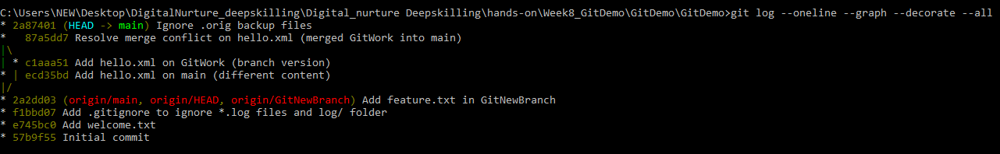 C:\Users\NEW\Desktop\DigitalNurture_deepskilling\Digital_nurture Deepskilling\hands-on\Week8_GitDemo\GitDemo\GitDemo>git log --oneline --graph --decorate --all
* 2a87401 (HEAD -> main) Ignore .orig backup files
*   87a5dd7 Resolve merge conflict on hello.xml (merged GitWork into main)
|\
| * c1aaa51 Add hello.xml on GitWork (branch version)
* | ecd35bd Add hello.xml on main (different content)
|/
* 2a2dd03 (origin/main, origin/HEAD, origin/GitNewBranch) Add feature.txt in GitNewBranch
* f1bbd07 Add .gitignore to ignore *.log files and log/ folder
* e745bc0 Add welcome.txt
* 57b9f55 Initial commit